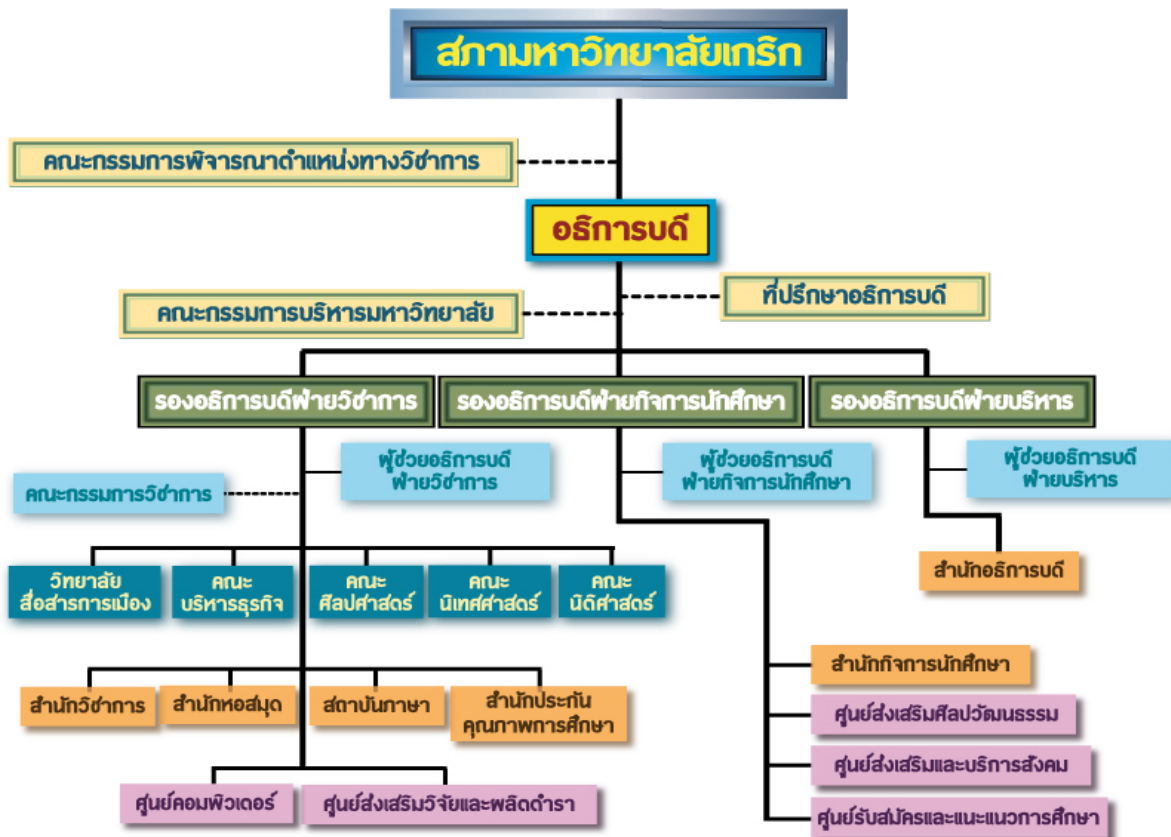 สภามหาวิทยาลัยเกริก
คณะกรรมการพิจารณาตำแหน่งทางวิชาการ
อธิการบดี
ที่ปรึกษาอธิการบดี
คณะกรรมการบริหารมหาวิทยาลัย
รองอธิการบดีฝ่ายวิชาการ
รองอธิการบดีฝ่ายกิจการนักศึกษา
รองอธิการบดีฝ่ายบริหาร
ผู้ช่วยอธิการบดี
ฝ่ายวิชาการ
ผู้ช่วยอธิการบดี
ฝ่ายกิจการนักศึกษา
ผู้ช่วยอธิการบดี
ฝ่ายบริหาร
คณะกรรมการวิชาการ
สำนักอธิการบดี
วิทยาลัย
สื่อสารการเมือง
คณะ
บริหารธุรกิจ
คณะ
ศิลปศาสตร์
คณะ
นิเทศศาสตร์
คณะ
นิติศาสตร์
สำนักวิชาการ
สำนักหอสมุด
สถาบันภาษา
สำนักประกัน
คุณภาพการศึกษา
สำนักกิจการนักศึกษา
ศูนย์ส่งเสริมศิลปวัฒนธรรม
ศูนย์ส่งเสริมและบริการสังคม
ศูนย์รับสมัครและแนะแนวการศึกษา
ศูนย์คอมพิวเตอร์
ศูนย์ส่งเสริมวิจัยและผลิตตำรา